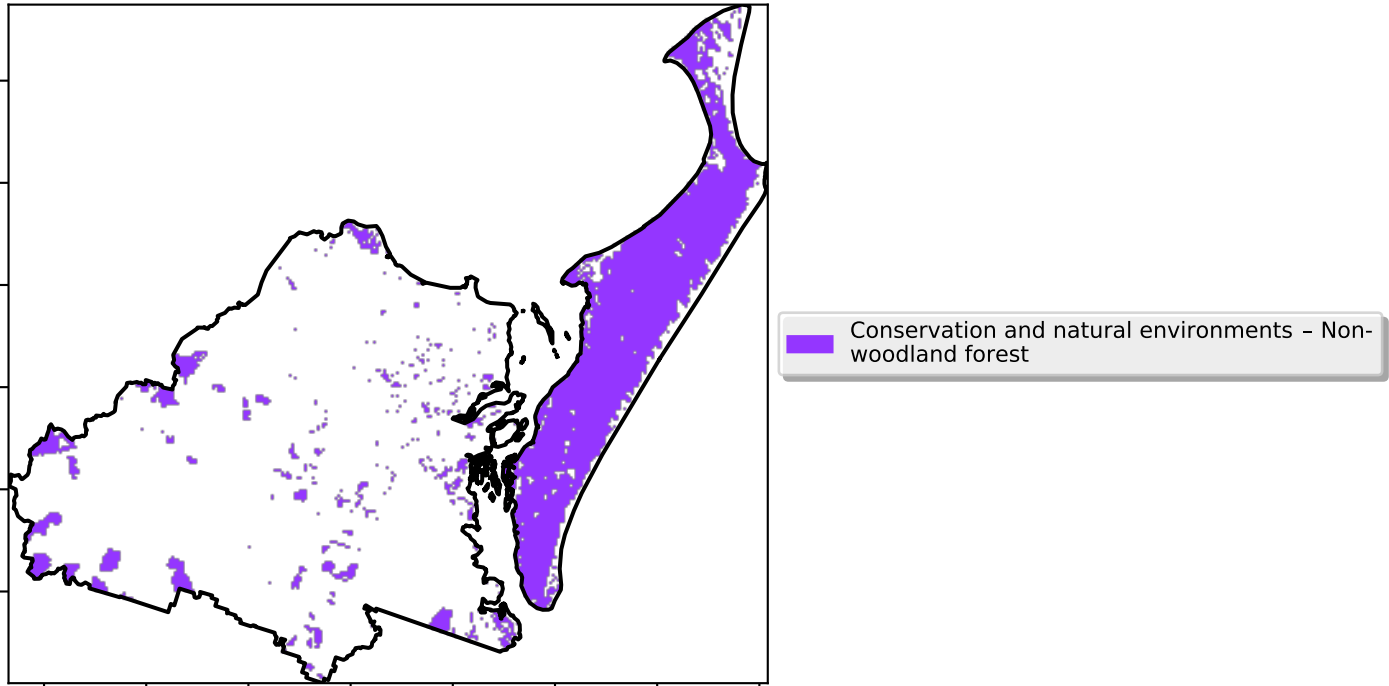 Conservation and natural environments – Non-
woodland forest